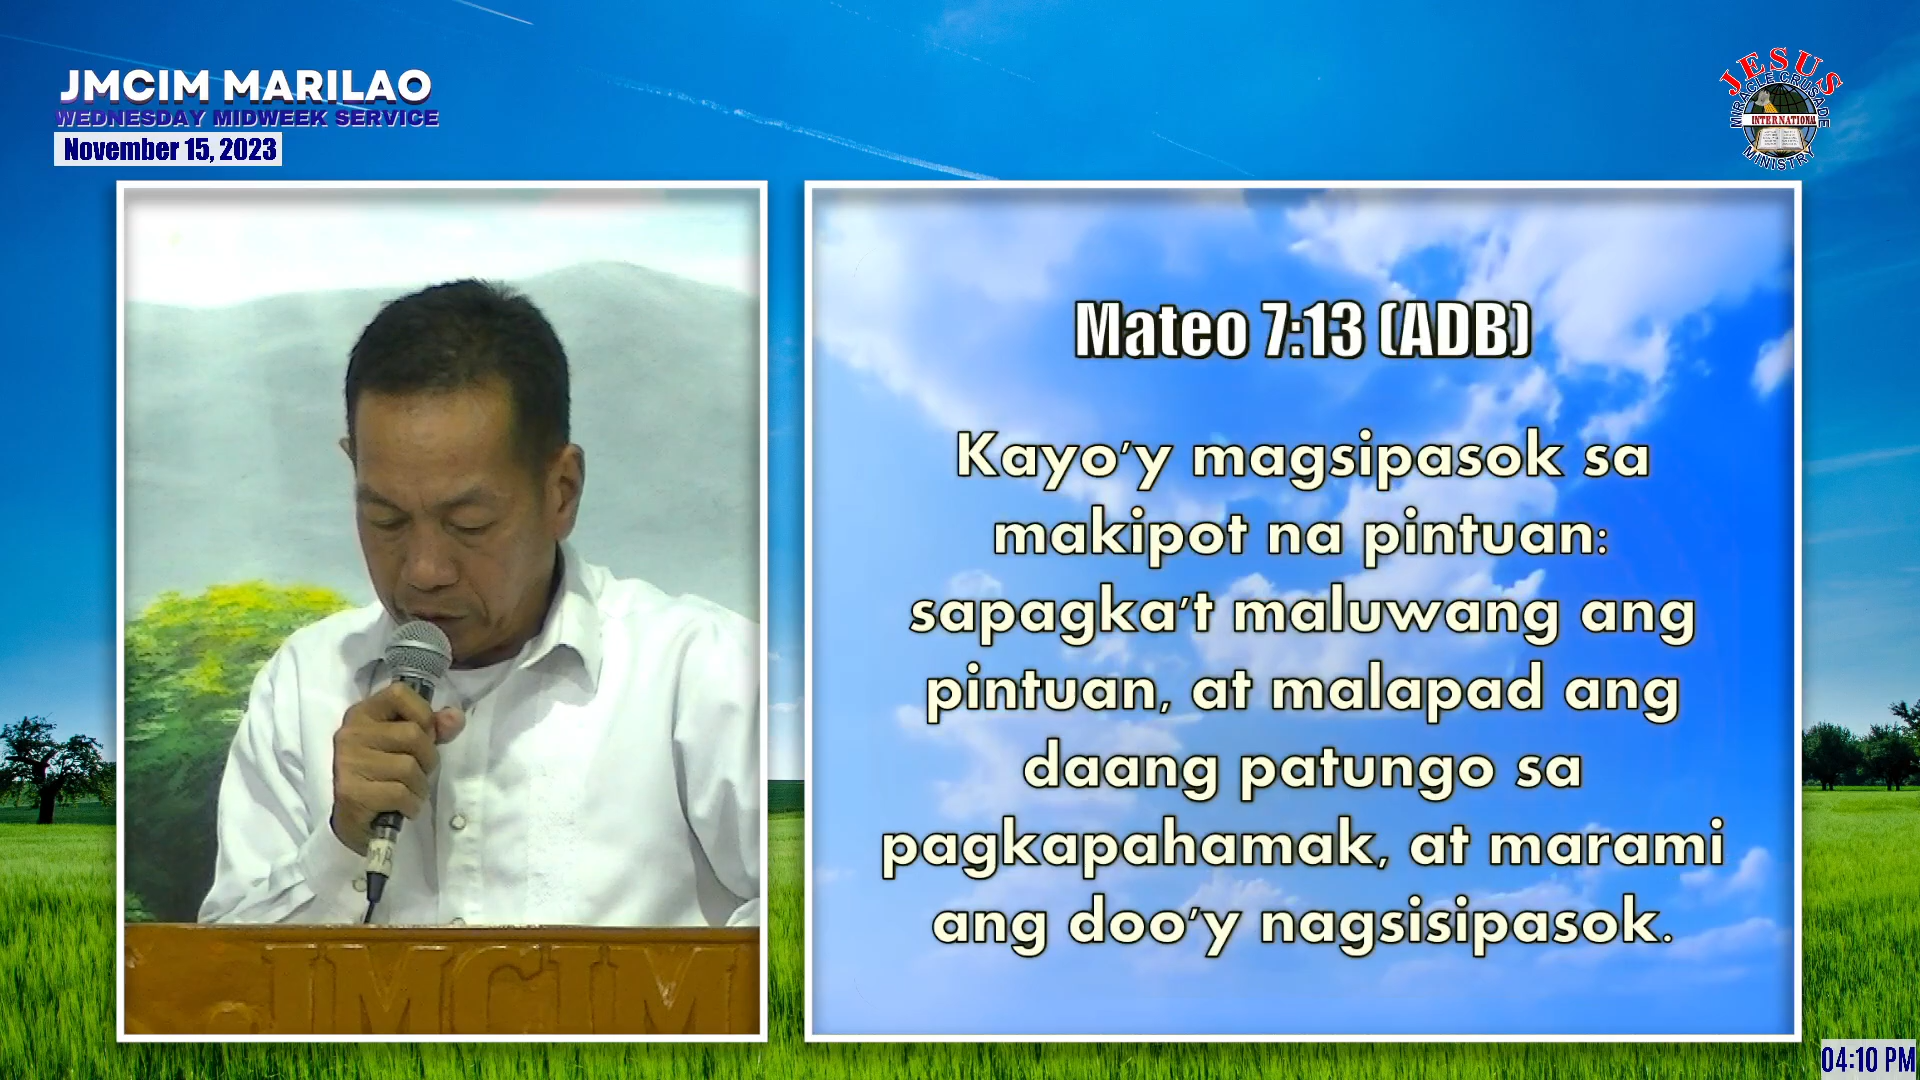 JMCIM MARILAO
WEDNESDAY MIDWEEK SERVICE
November 15, 2023
JESUS
MIRACLE CRUSADE
INTERNATIONAL
MINISTRY
Mateo 7:13 (ADB)
Kayo'y magsipasok sa
makipot na pintuan:
sapagka't maluwang ang
pintuan, at malapad ang
daang patungo sa
pagkapahamak, at marami
ang doo'y nagsisipasok.
JMCIM
04:10 PM